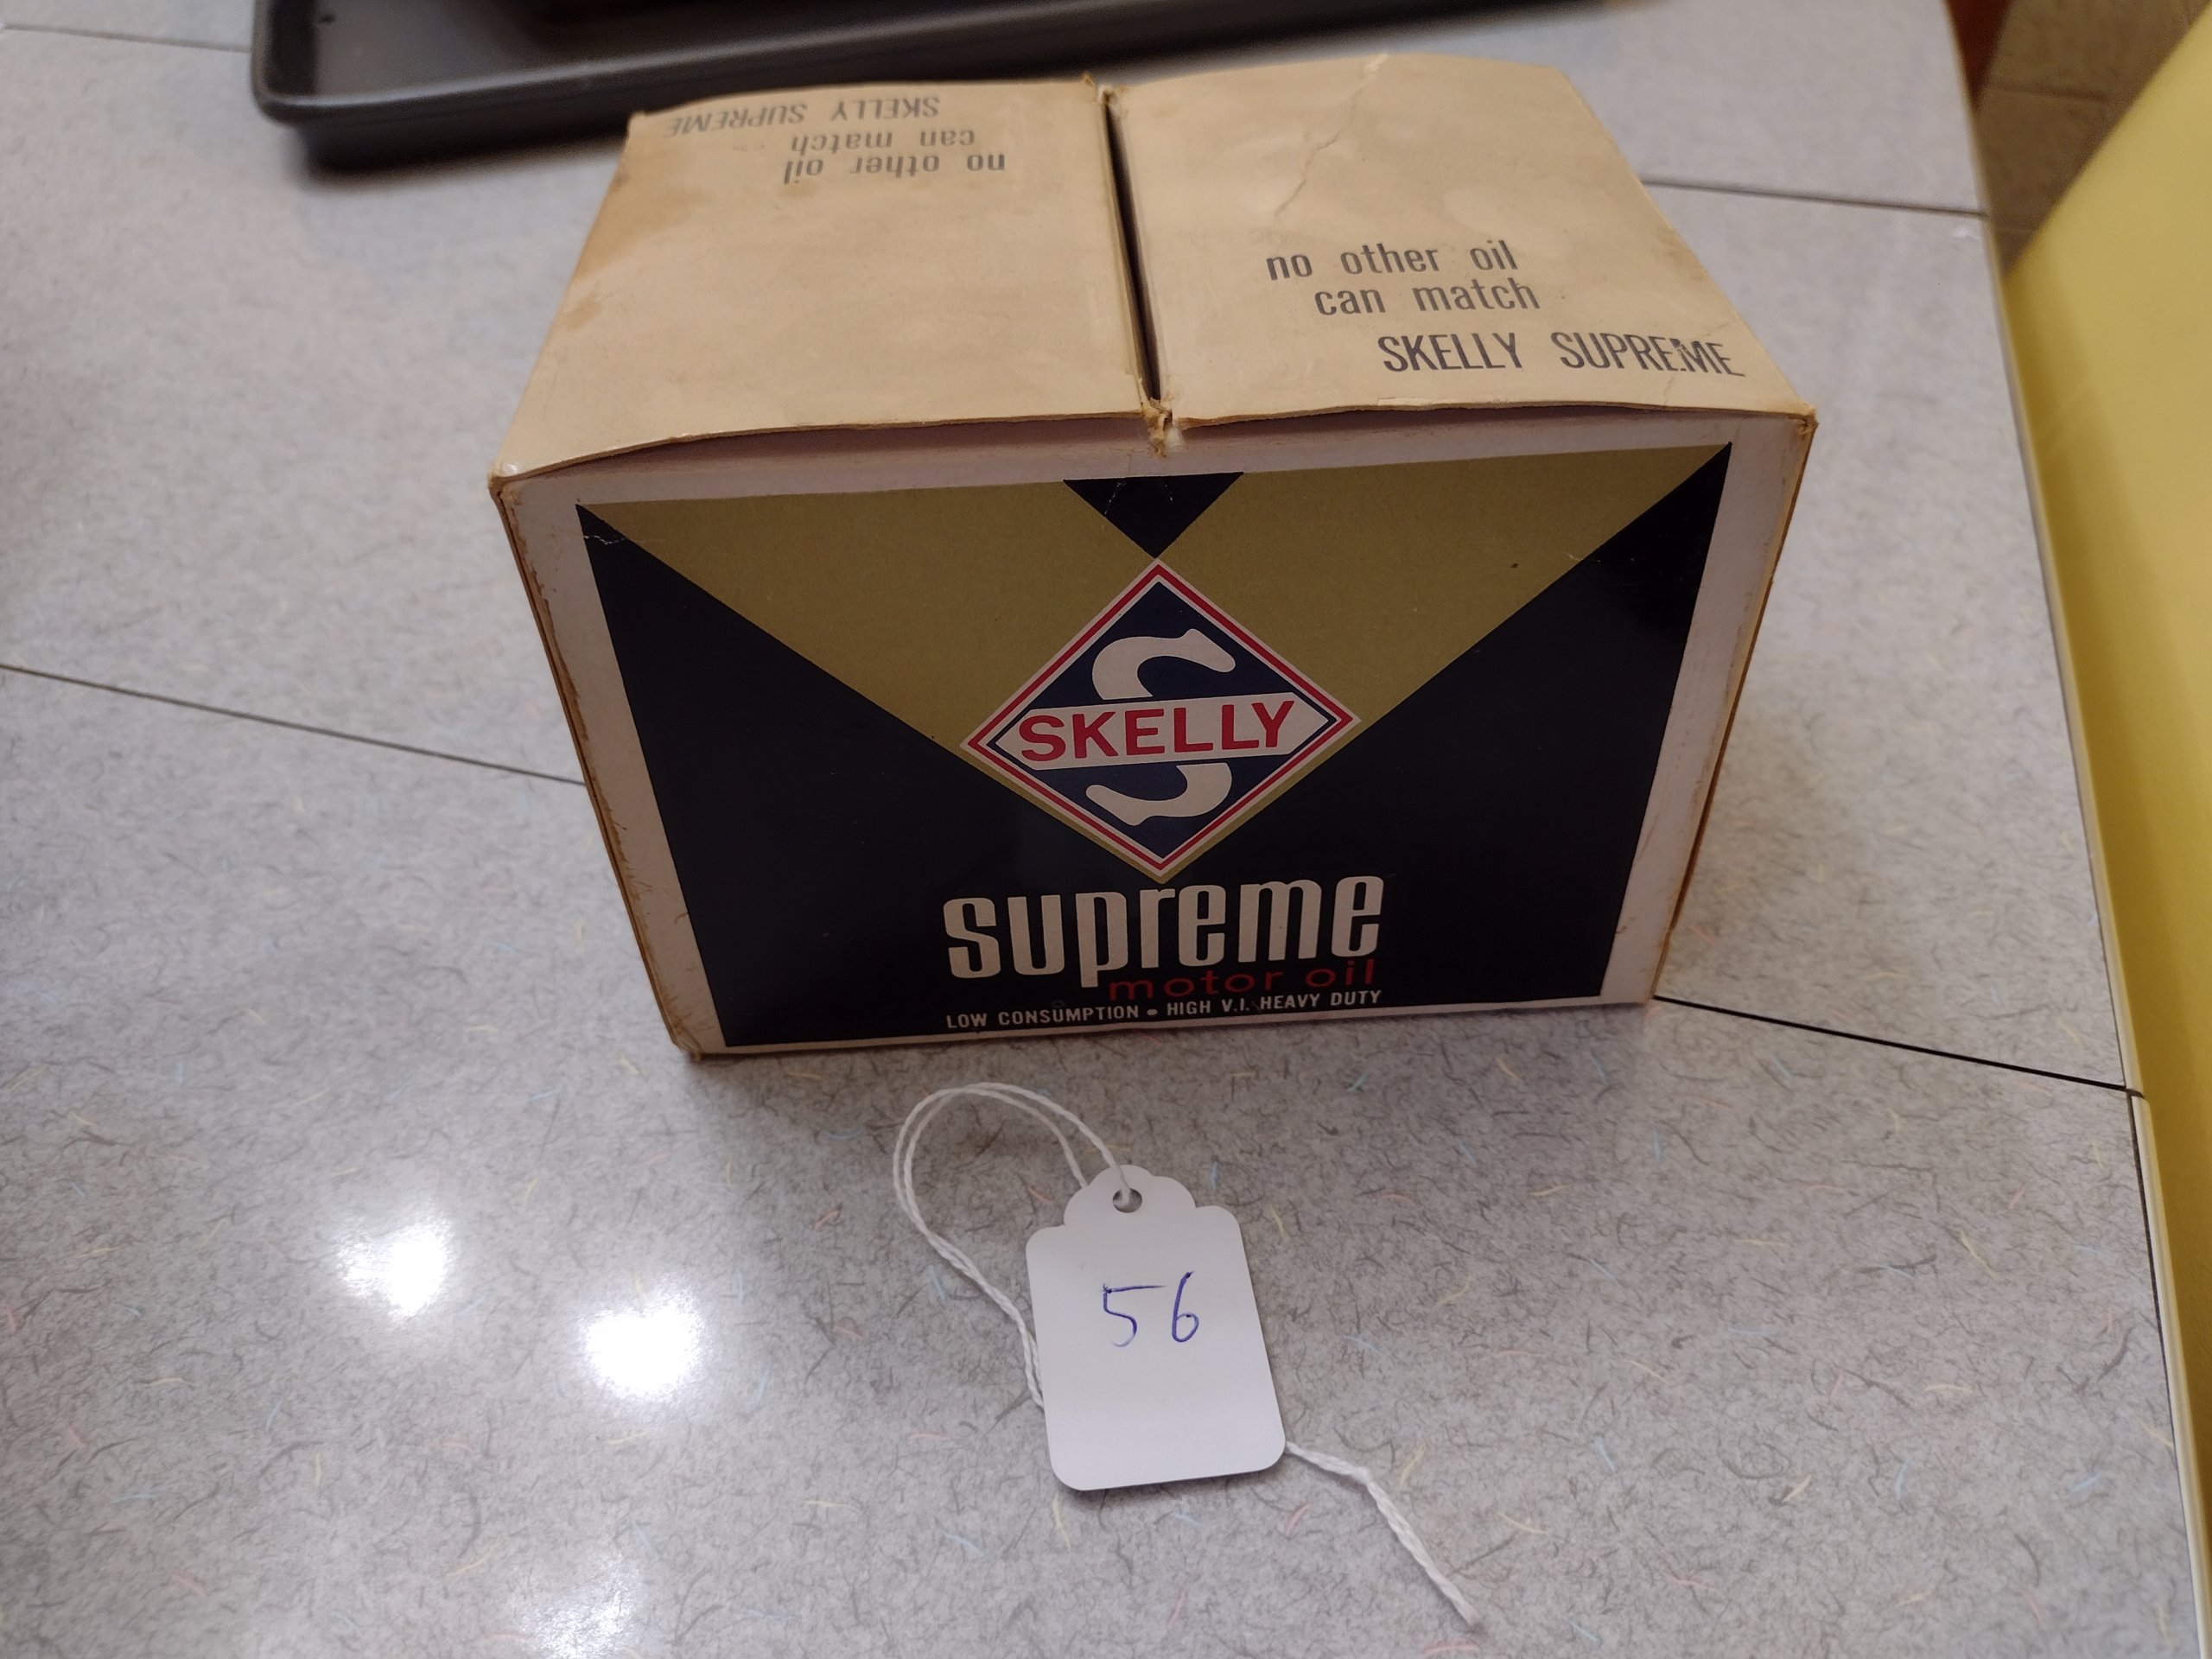 SKELLY SUPREME
can match
no other oil
no other oil
can match
SKELLY SUPREME
SKELLY
supreme
motor oil
LOW CONSUMPTION • HIGH V.I. HEAVY DUTY
56